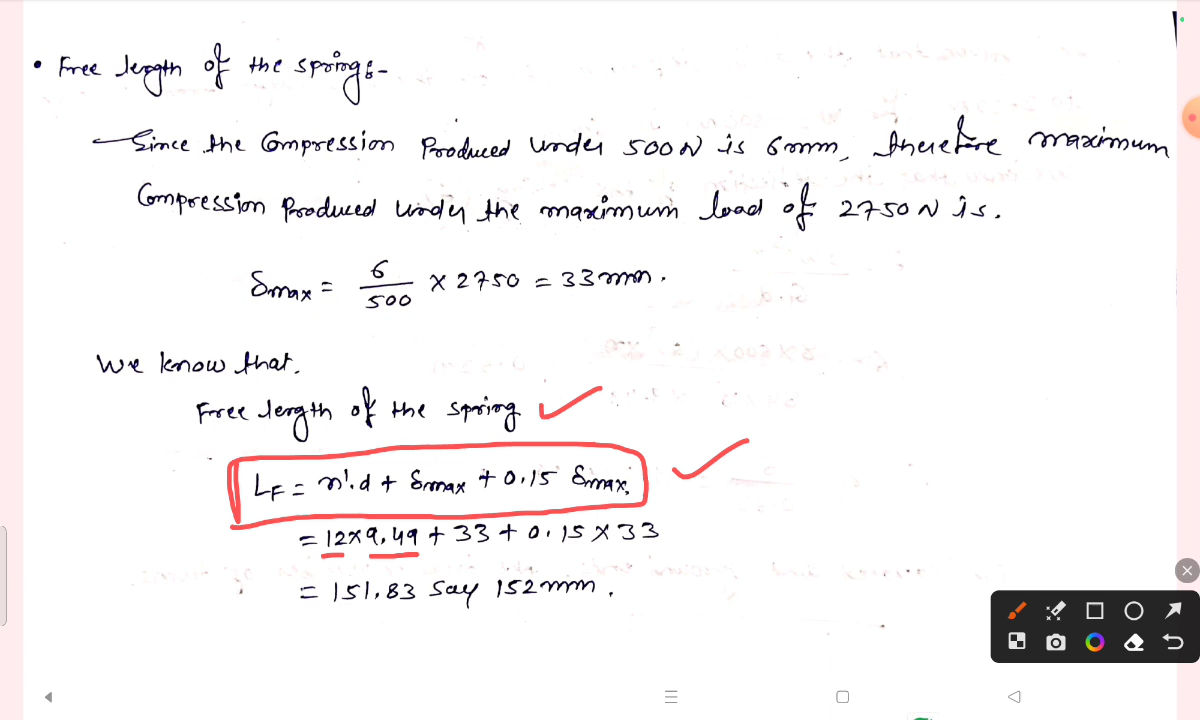 • Free length of the spring:-
Since the Compression Produced under 500N is 6mm, therefore maximum
Compression Produced under the maximum load of 2750N is.
δmax = 6/500 × 2750 = 33mm.
We know that.
Free length of the spring
LF = n'.d + δmax + 0.15 δmax.
= 12×9.49 + 33 + 0.15 × 33
= 151.83 say 152mm.